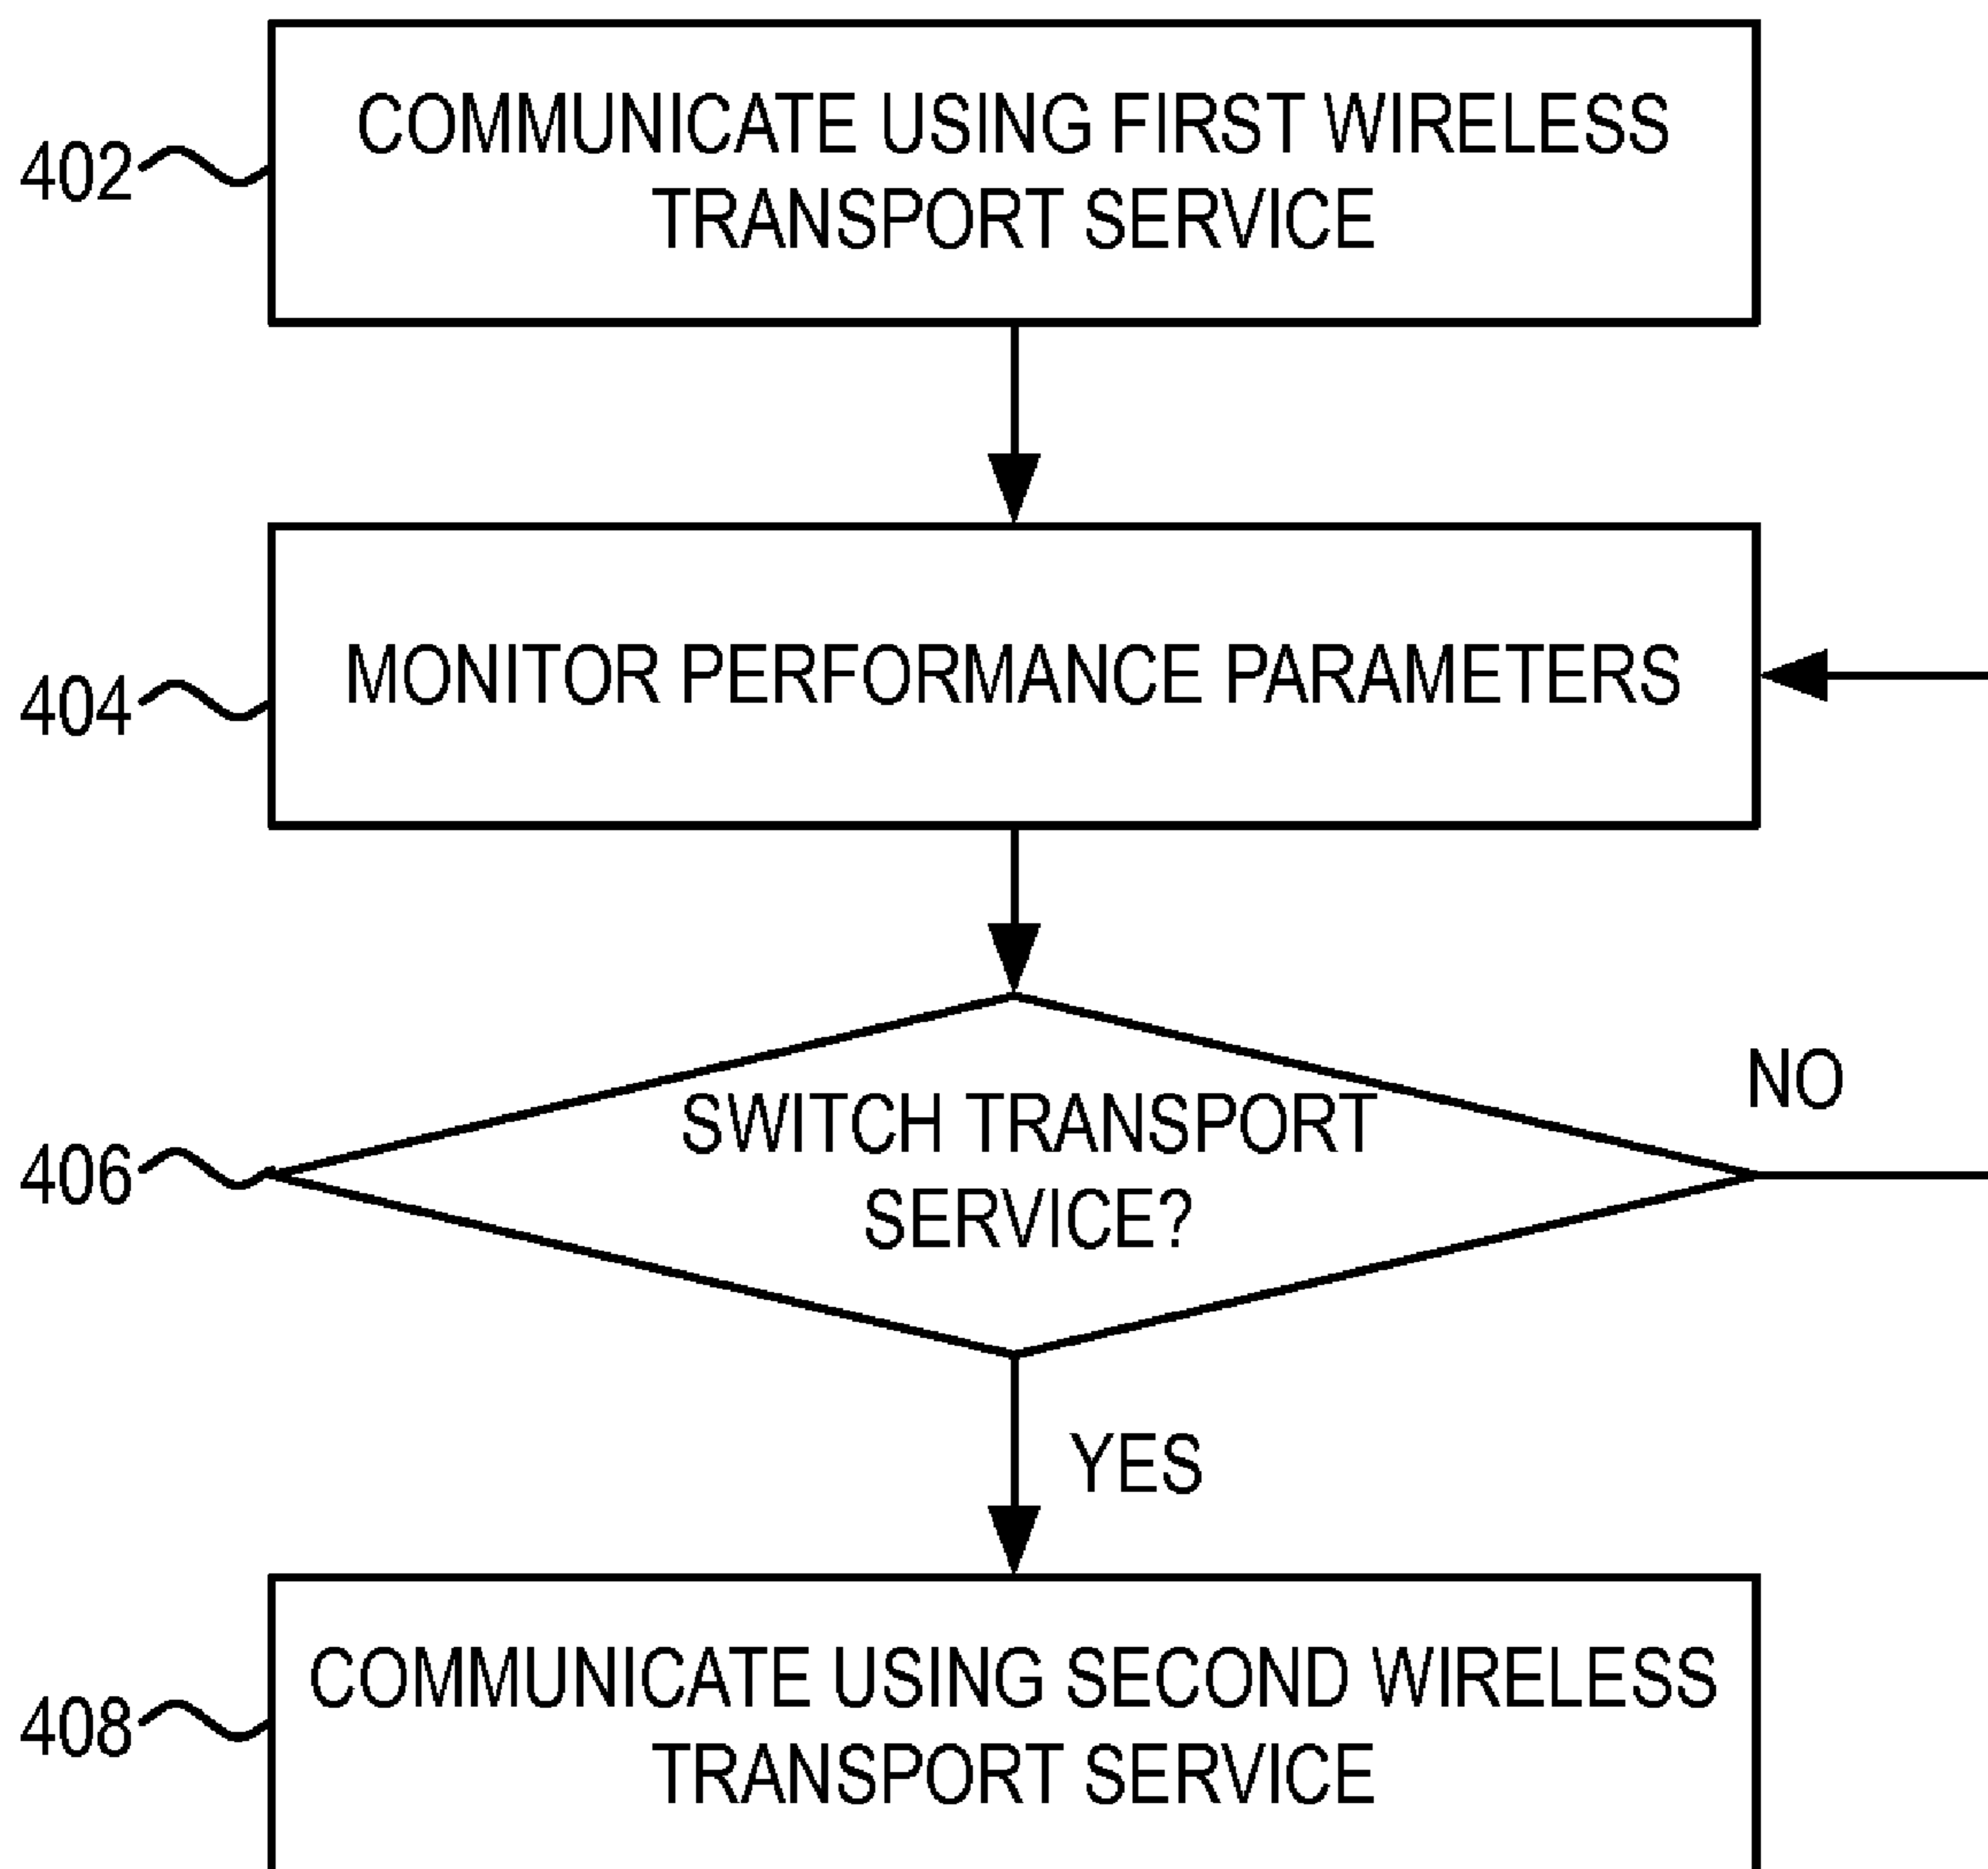 402
COMMUNICATE USING FIRST WIRELESS
TRANSPORT SERVICE
404
MONITOR PERFORMANCE PARAMETERS
406
SWITCH TRANSPORT
SERVICE?
NO
YES
408
COMMUNICATE USING SECOND WIRELESS
TRANSPORT SERVICE